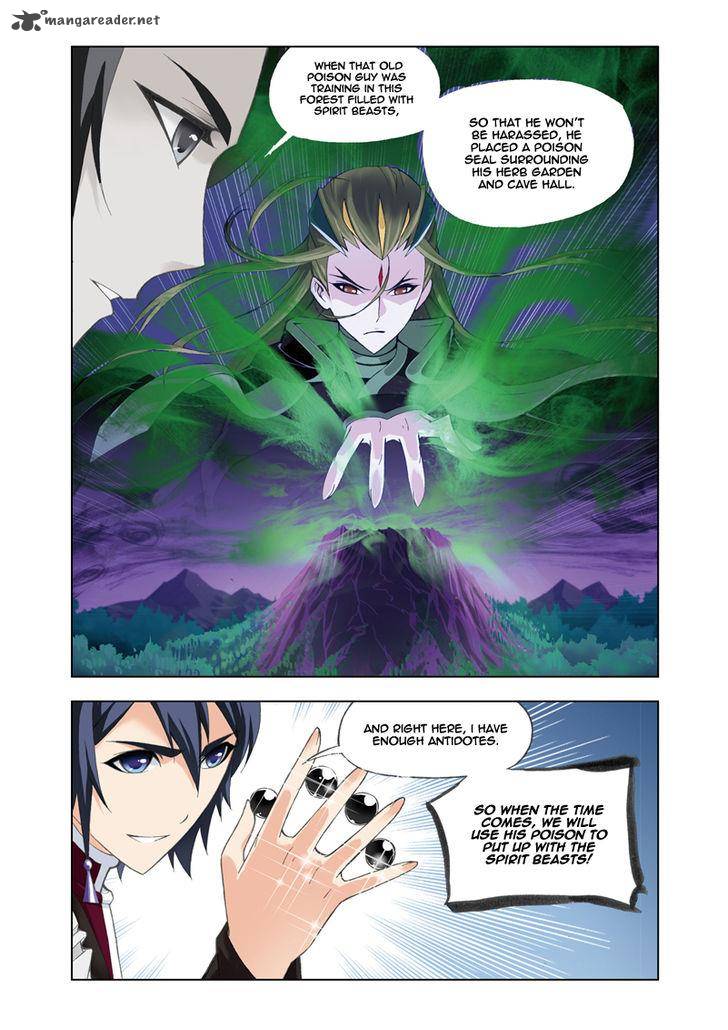 mangareader.net
WHEN THAT OLD
POISON GUY WAS
TRAINING IN THIS
FOREST FILLED WITH
SPIRIT BEASTS,
SO THAT HE WON'T
BE HARASSED, HE
PLACED A POISON
SEAL SURROUNDING
HIS HERB GARDEN
AND CAVE HALL.
AND RIGHT HERE, I HAVE
ENOUGH ANTIDOTES.
SO WHEN THE TIME
COMES, WE WILL
USE HIS POISON TO
PUT UP WITH THE
SPIRIT BEASTS!